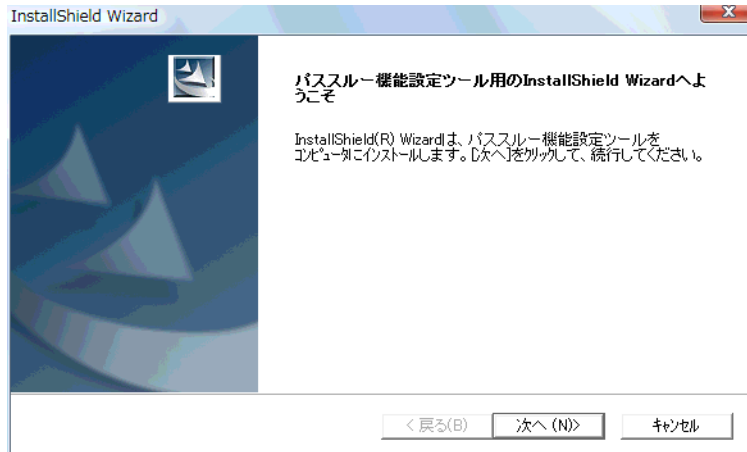 InstallShield Wizard
パススルー機能設定ツール用のInstallShield Wizardへよ
うこそ
InstallShield(R) Wizardは、パススルー機能設定ツールを
コンピュータにインストールします。[次へ]をクリックして、続行してください。
< 戻る(B)
次へ (N)>
キャンセル